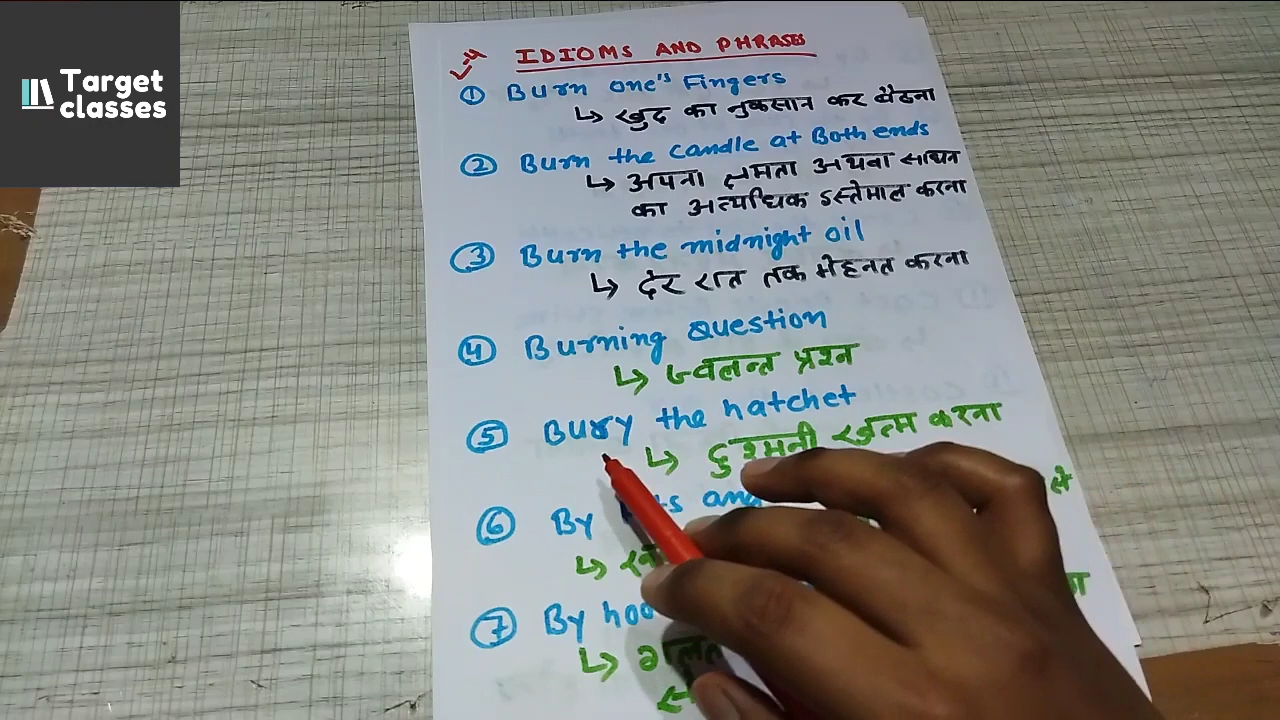 Target
classes
IDIOMS AND PHRASES
① Burn one's Fingers
↳ खुद का नुकसान कर बैठना
② Burn the candle at Both ends
↳ अपना क्षमता अथवा साधन
का अत्यधिक इस्तेमाल करना
③ Burn the midnight oil
↳ देर रात तक मेहनत करना
④ Burning Question
↳ ज्वलन्त प्रश्न
⑤ Bury the hatchet
↳ दुश्मनी खत्म करना
⑥ By and
से
⑦ By